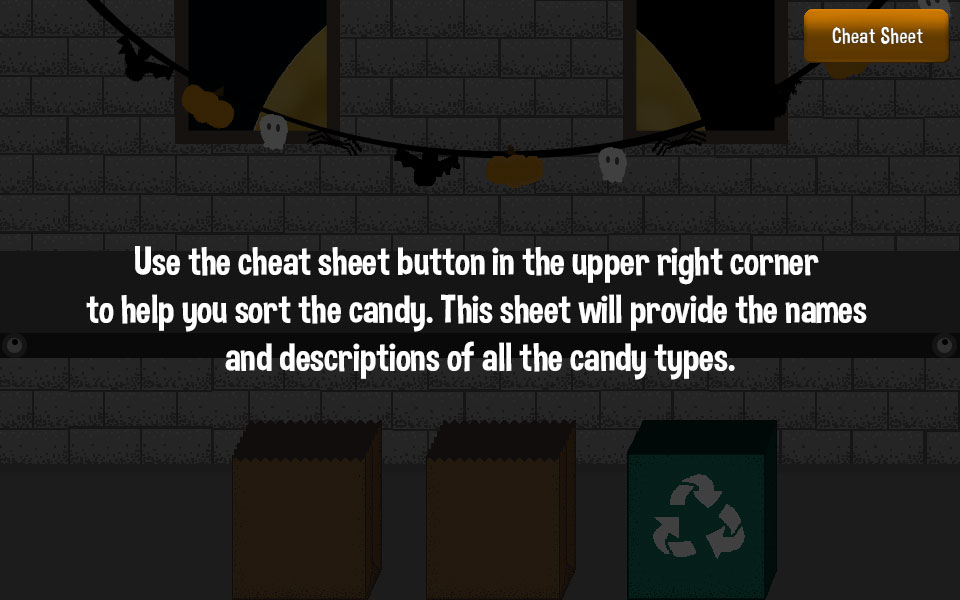 Cheat Sheet
Use the cheat sheet button in the upper right corner
to help you sort the candy. This sheet will provide the names
and descriptions of all the candy types.